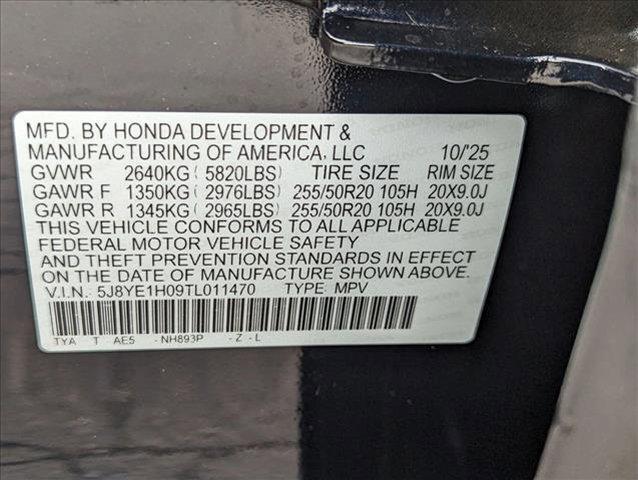 MFD. BY HONDA DEVELOPMENT &
MANUFACTURING OF AMERICA, LLC 10/'25
GVWR 2640KG( 5820LBS) TIRE SIZE RIM SIZE
GAWR F 1350KG( 2976LBS) 255/50R20 105H 20X9.0J
GAWR R 1345KG( 2965LBS) 255/50R20 105H 20X9.0J
THIS VEHICLE CONFORMS TO ALL APPLICABLE
FEDERAL MOTOR VEHICLE SAFETY
AND THEFT PREVENTION STANDARDS IN EFFECT
ON THE DATE OF MANUFACTURE SHOWN ABOVE.
V.I.N. 5J8YE1H09TL011470 TYPE MPV
TYA T AE5 - NH893P - Z - L